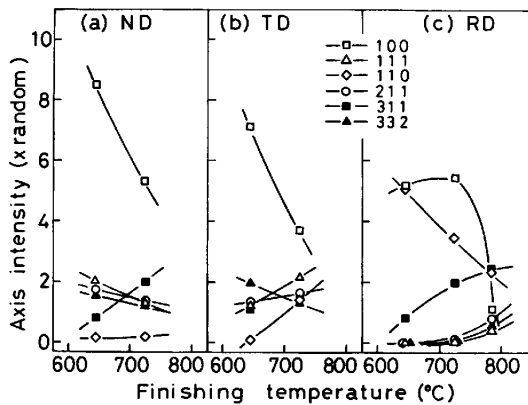 (a) ND
(b) TD
(c) RD
100
111
110
211
311
332
Axis intensity (x random)
10
8
6
4
2
0
600 700 800
600 700 800
600 700 800
Finishing temperature (°C)